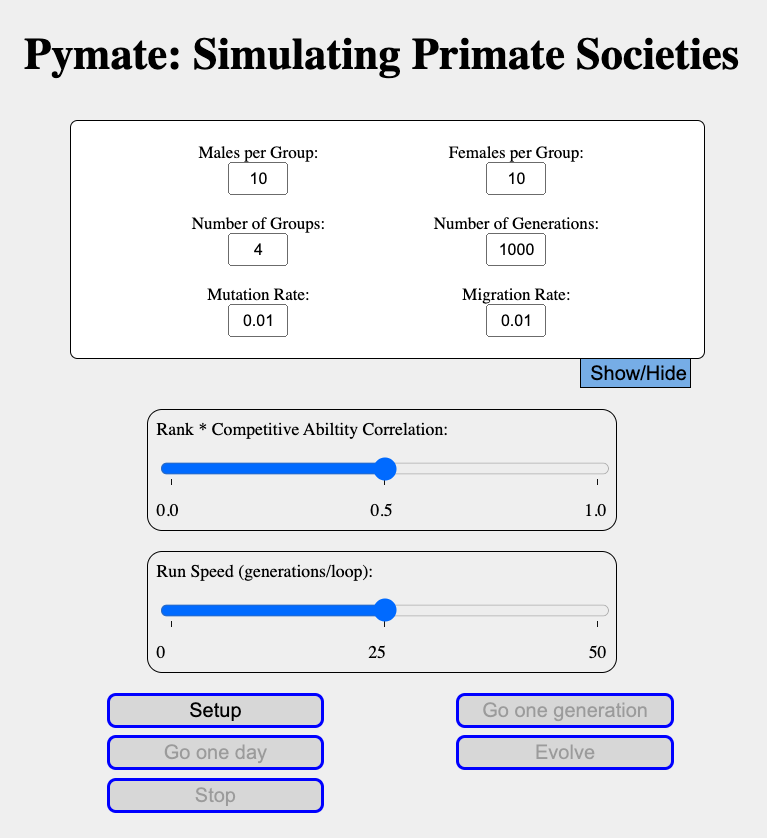 Pymate: Simulating Primate Societies
Males per Group: Females per Group:
10 10
Number of Groups: Number of Generations:
4 1000
Mutation Rate: Migration Rate:
0.01 0.01
Show/Hide
Rank * Competitive Abiltity Correlation:
0.0 0.5 1.0
Run Speed (generations/loop):
0 25 50
Setup Go one generation
Go one day Evolve
Stop